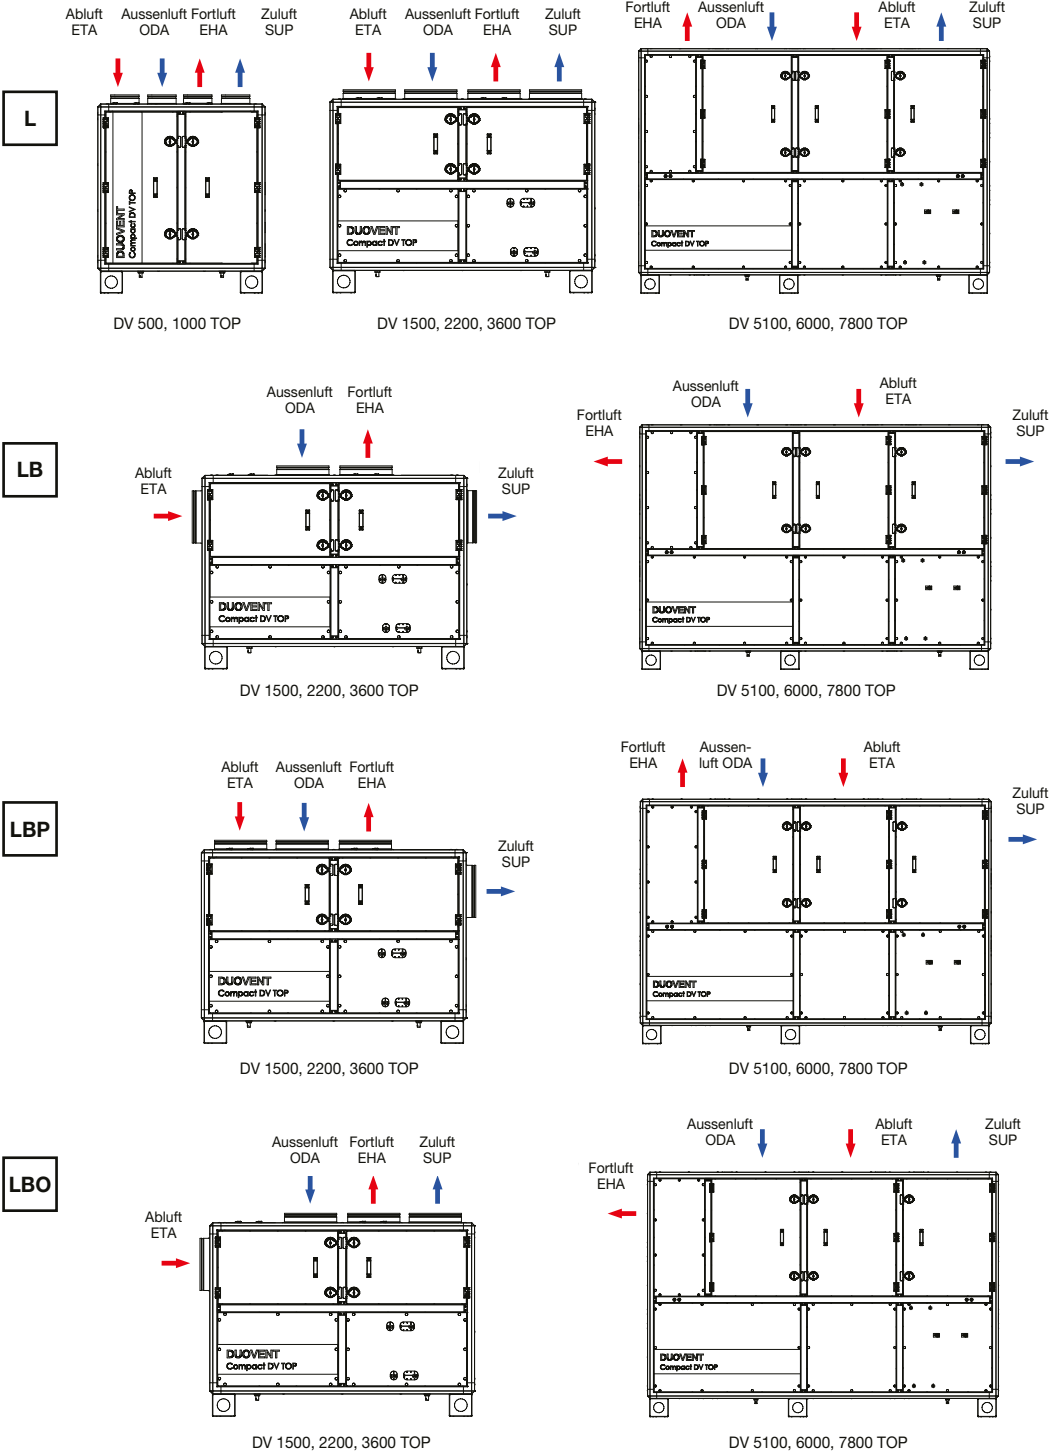 L
Abluft
ETA
Aussenluft
ODA
Fortluft
EHA
Zuluft
SUP
DUOVENT
Compact DV TOP
DV 500, 1000 TOP
Abluft
ETA
Aussenluft
ODA
Fortluft
EHA
Zuluft
SUP
DUOVENT
Compact DV TOP
DV 1500, 2200, 3600 TOP
Fortluft
EHA
Aussenluft
ODA
Abluft
ETA
Zuluft
SUP
DUOVENT
Compact DV TOP
DV 5100, 6000, 7800 TOP
LB
Abluft
ETA
Aussenluft
ODA
Fortluft
EHA
Zuluft
SUP
DUOVENT
Compact DV TOP
DV 1500, 2200, 3600 TOP
Fortluft
EHA
Aussenluft
ODA
Abluft
ETA
Zuluft
SUP
DUOVENT
Compact DV TOP
DV 5100, 6000, 7800 TOP
LBP
Abluft
ETA
Aussenluft
ODA
Fortluft
EHA
Zuluft
SUP
DUOVENT
Compact DV TOP
DV 1500, 2200, 3600 TOP
Fortluft
EHA
Aussen-
luft ODA
Abluft
ETA
Zuluft
SUP
DUOVENT
Compact DV TOP
DV 5100, 6000, 7800 TOP
LBO
Abluft
ETA
Aussenluft
ODA
Fortluft
EHA
Zuluft
SUP
DUOVENT
Compact DV TOP
DV 1500, 2200, 3600 TOP
Fortluft
EHA
Aussenluft
ODA
Abluft
ETA
Zuluft
SUP
DUOVENT
Compact DV TOP
DV 5100, 6000, 7800 TOP